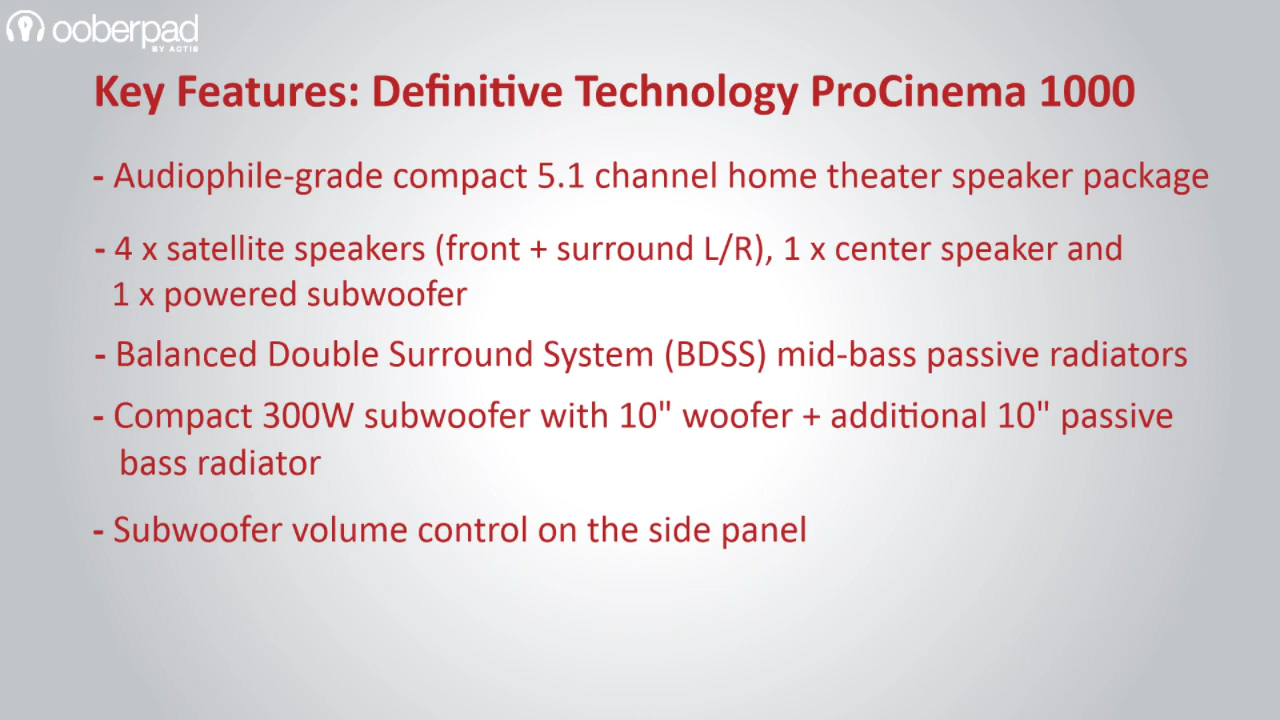 ooberpad
BY ACTIS
Key Features: Definitive Technology ProCinema 1000
- Audiophile-grade compact 5.1 channel home theater speaker package
- 4 x satellite speakers (front + surround L/R), 1 x center speaker and
1 x powered subwoofer
- Balanced Double Surround System (BDSS) mid-bass passive radiators
- Compact 300W subwoofer with 10" woofer + additional 10" passive
bass radiator
- Subwoofer volume control on the side panel